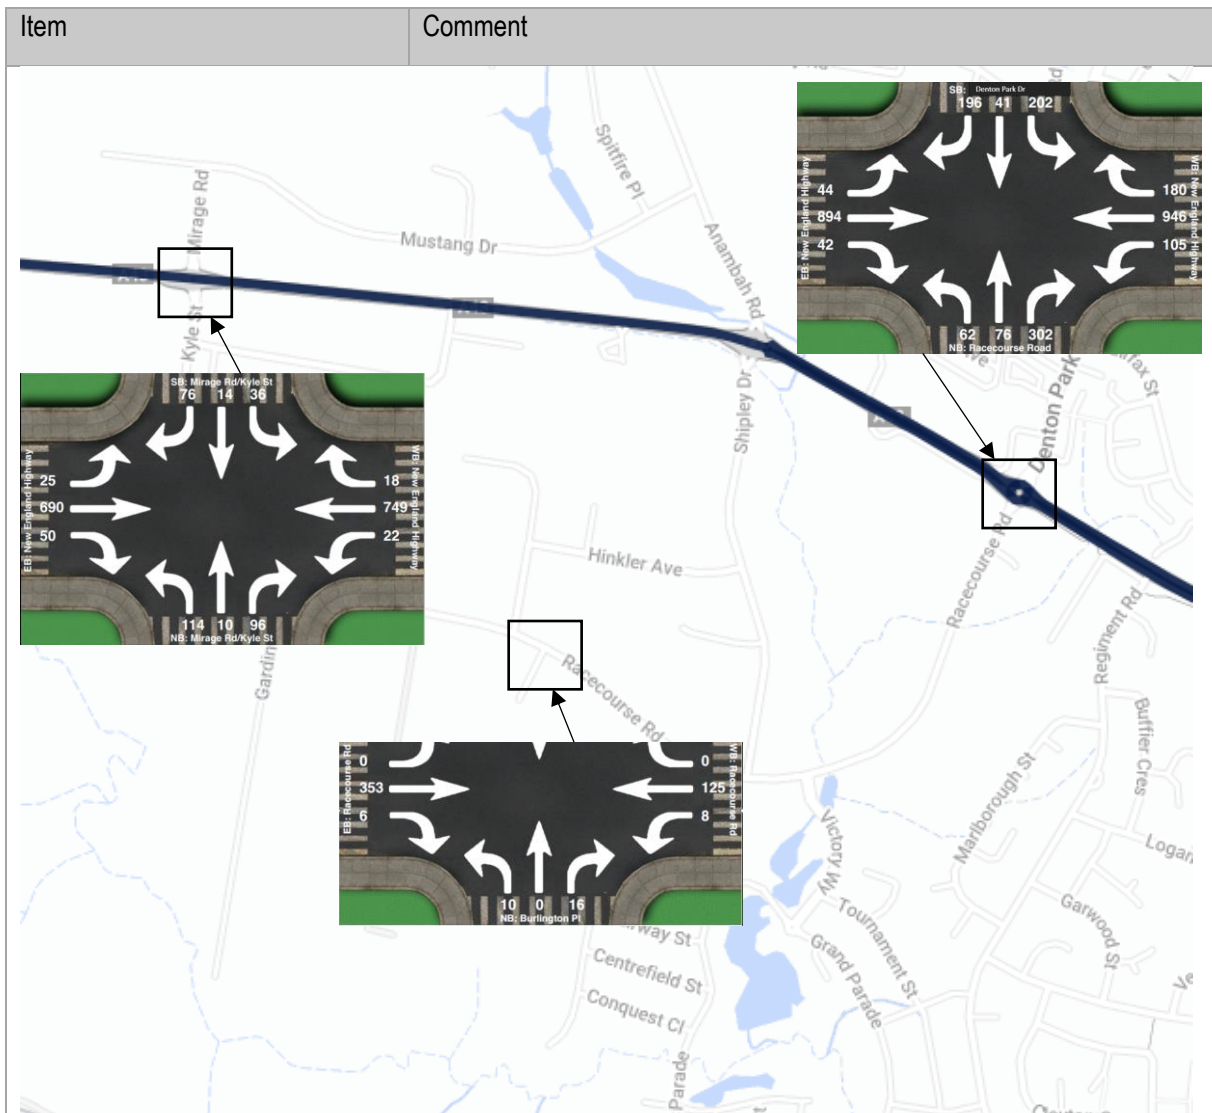 Item
Comment
SB: Denton Park Dr
196 41 202
44
894
42
EB: New England Highway
180
946
105
WB: New England Highway
62 76 302
NB: Racecourse Road
Spitfire Pl
Mirage Rd
Mustang Dr
Anambah Rd
Kyle St
Shipley Dr
Denton Park
SB: Mirage Rd/Kyle St
76 14 36
25
690
50
EB: New England Highway
18
749
22
WB: New England Highway
114 10 96
NB: Mirage Rd/Kyle St
Hinkler Ave
Racecourse Rd
Regiment Rd
Racecourse Rd
Buffier Cres
0
353
6
EB: Racecourse Rd
0
125
8
WB: Racecourse Rd
10 0 16
NB: Burlington Pl
Marlborough St
Victory Wy
Logan
Tournament St
Garwood St
Grand Parade
Centrefield St
Conquest Cl
Parade